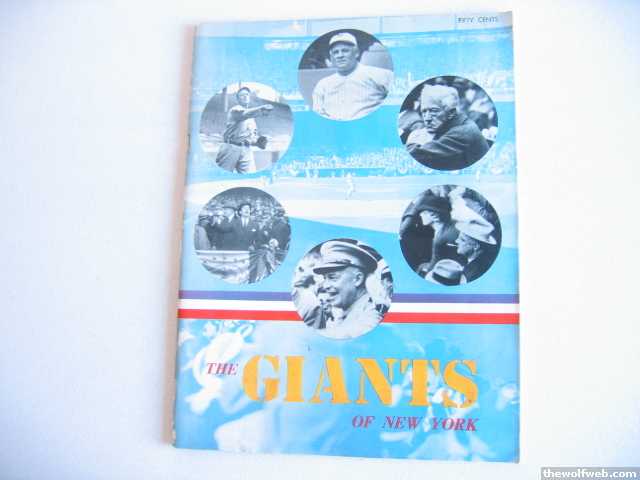 FIFTY CENTS
THE GIANTS
OF NEW YORK
thewolfweb.com